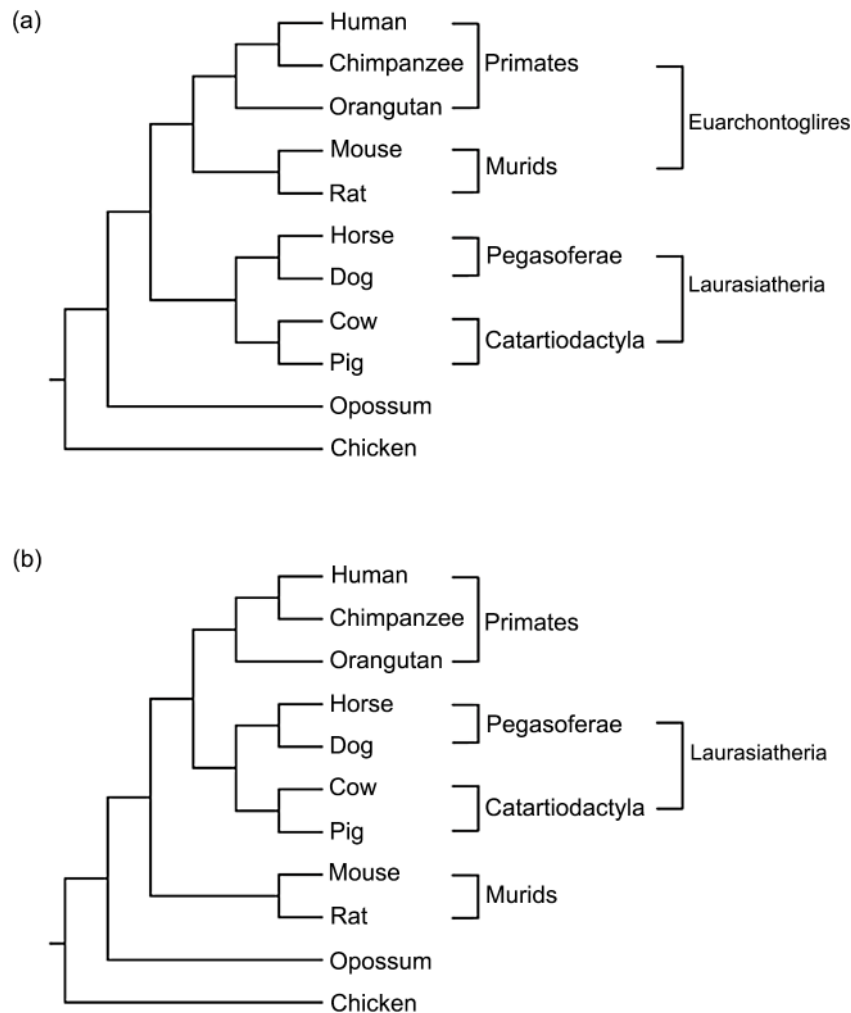 (a)
Human
Chimpanzee
Primates
Orangutan
Euarchontoglires
Mouse
Murids
Rat
Horse
Pegasoferae
Dog
Laurasiatheria
Cow
Catartiodactyla
Pig
Opossum
Chicken
(b)
Human
Chimpanzee
Primates
Orangutan
Horse
Pegasoferae
Dog
Laurasiatheria
Cow
Catartiodactyla
Pig
Mouse
Murids
Rat
Opossum
Chicken